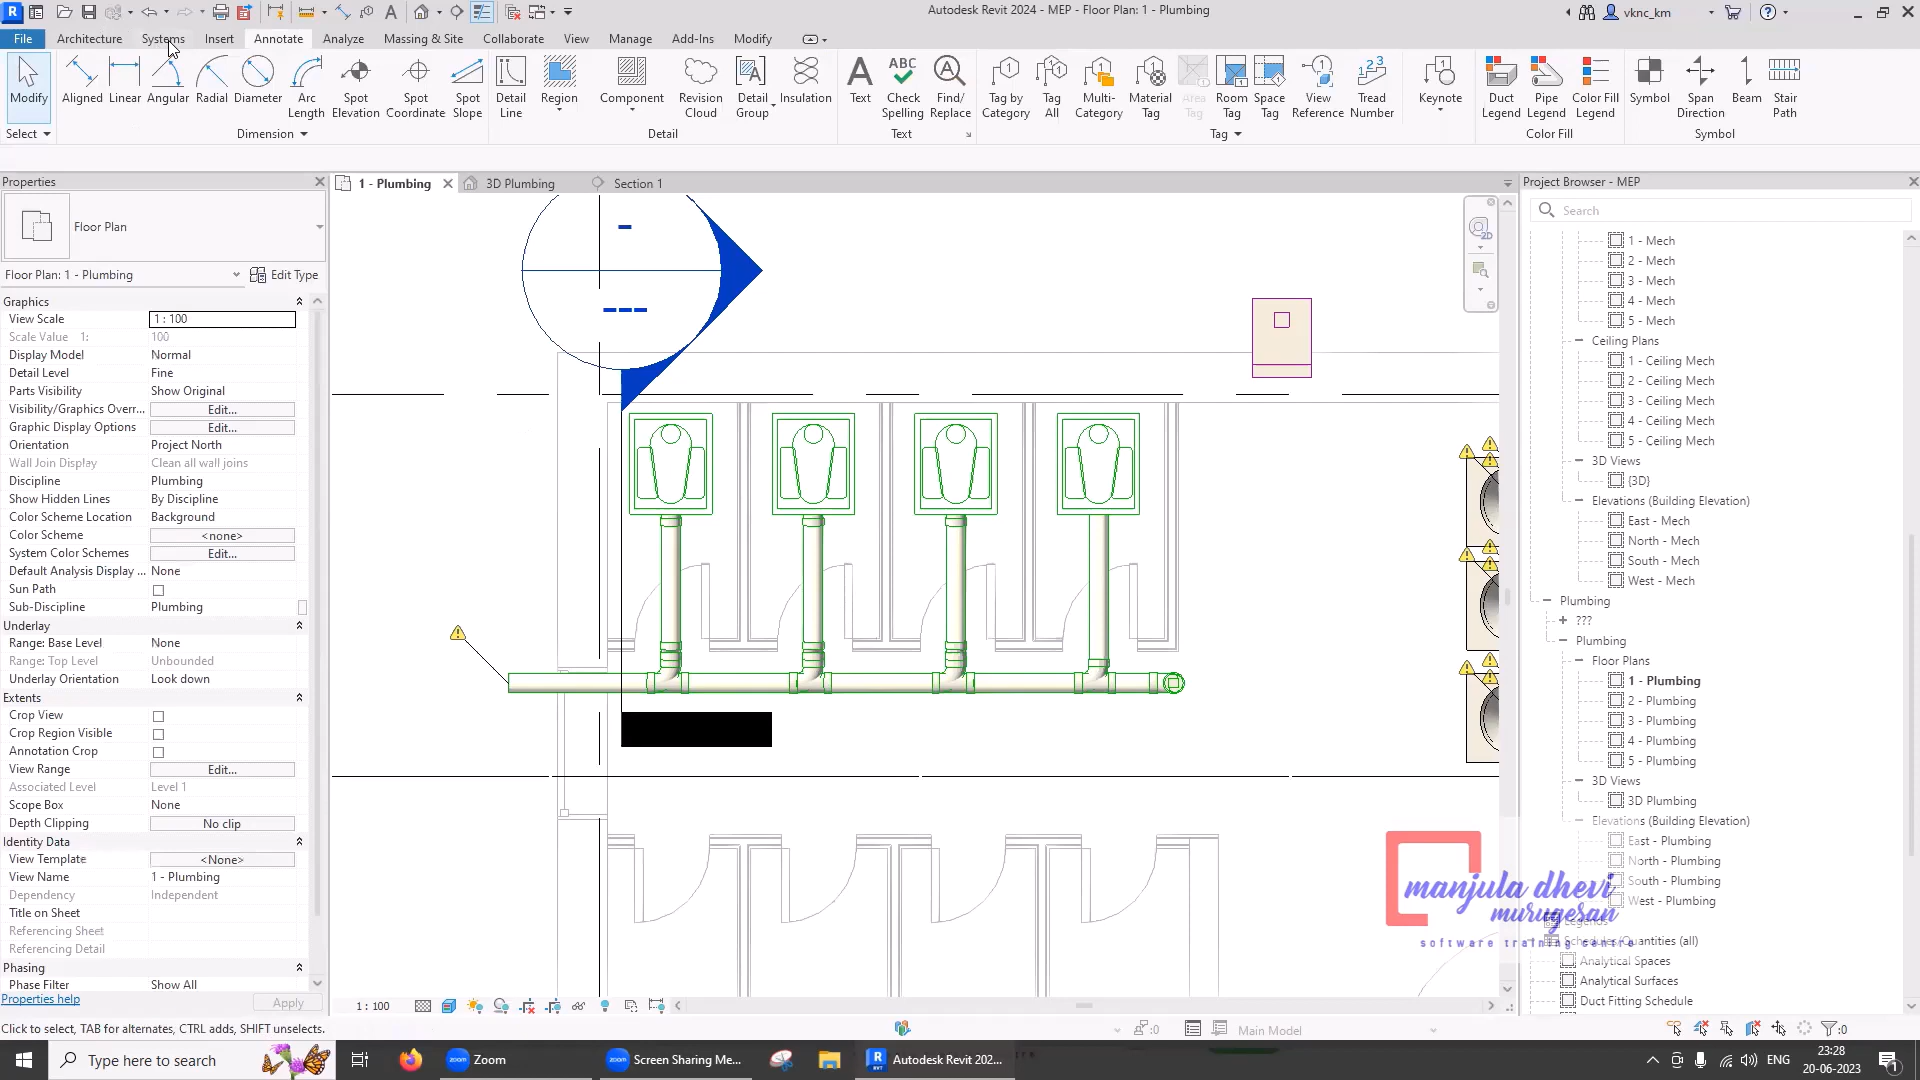 Autodesk Revit 2024 - MEP - Floor Plan: 1 - Plumbing
vknc_km
File Architecture Systems Insert Annotate Analyze Massing & Site Collaborate View Manage Add-Ins Modify
Modify Aligned Linear Angular Radial Diameter Arc Length Spot Elevation Spot Coordinate Spot Slope Detail Line Region Component Revision Cloud Detail Group Insulation Text Check Spelling Find/ Replace Tag by Category Tag All Multi- Category Material Tag Area Tag Room Tag Space Tag View Reference Tread Number Keynote Duct Legend Pipe Legend Color Fill Legend Symbol Span Direction Beam Stair Path
Select Dimension Detail Text Tag Color Fill Symbol
Properties
1 - Plumbing 3D Plumbing Section 1
Project Browser - MEP
Floor Plan
Search
Floor Plan: 1 - Plumbing Edit Type
Graphics
View Scale 1 : 100
Scale Value 1: 100
Display Model Normal
Detail Level Fine
Parts Visibility Show Original
Visibility/Graphics Overr... Edit...
Graphic Display Options Edit...
Orientation Project North
Wall Join Display Clean all wall joins
Discipline Plumbing
Show Hidden Lines By Discipline
Color Scheme Location Background
Color Scheme <none>
System Color Schemes Edit...
Default Analysis Display ... None
Sun Path
Sub-Discipline Plumbing
Underlay
Range: Base Level None
Range: Top Level Unbounded
Underlay Orientation Look down
Extents
Crop View
Crop Region Visible
Annotation Crop
View Range Edit...
Associated Level Level 1
Scope Box None
Depth Clipping No clip
Identity Data
View Template <None>
View Name 1 - Plumbing
Dependency Independent
Title on Sheet
Referencing Sheet
Referencing Detail
Phasing
Phase Filter Show All
Properties help Apply
1 - Mech
2 - Mech
3 - Mech
4 - Mech
5 - Mech
Ceiling Plans
1 - Ceiling Mech
2 - Ceiling Mech
3 - Ceiling Mech
4 - Ceiling Mech
5 - Ceiling Mech
3D Views
{3D}
Elevations (Building Elevation)
East - Mech
North - Mech
South - Mech
West - Mech
Plumbing
???
Plumbing
Floor Plans
1 - Plumbing
2 - Plumbing
3 - Plumbing
4 - Plumbing
5 - Plumbing
3D Views
3D Plumbing
Elevations (Building Elevation)
East - Plumbing
North - Plumbing
South - Plumbing
West - Plumbing
Legends
Schedules/Quantities (all)
Analytical Spaces
Analytical Surfaces
Duct Fitting Schedule
manjula dhevi
murugesan
software training centre
1 : 100
Click to select, TAB for alternates, CTRL adds, SHIFT unselects.
:0
Main Model
:0
Type here to search
Zoom
Screen Sharing Me...
Autodesk Revit 202...
ENG
23:28
20-06-2023